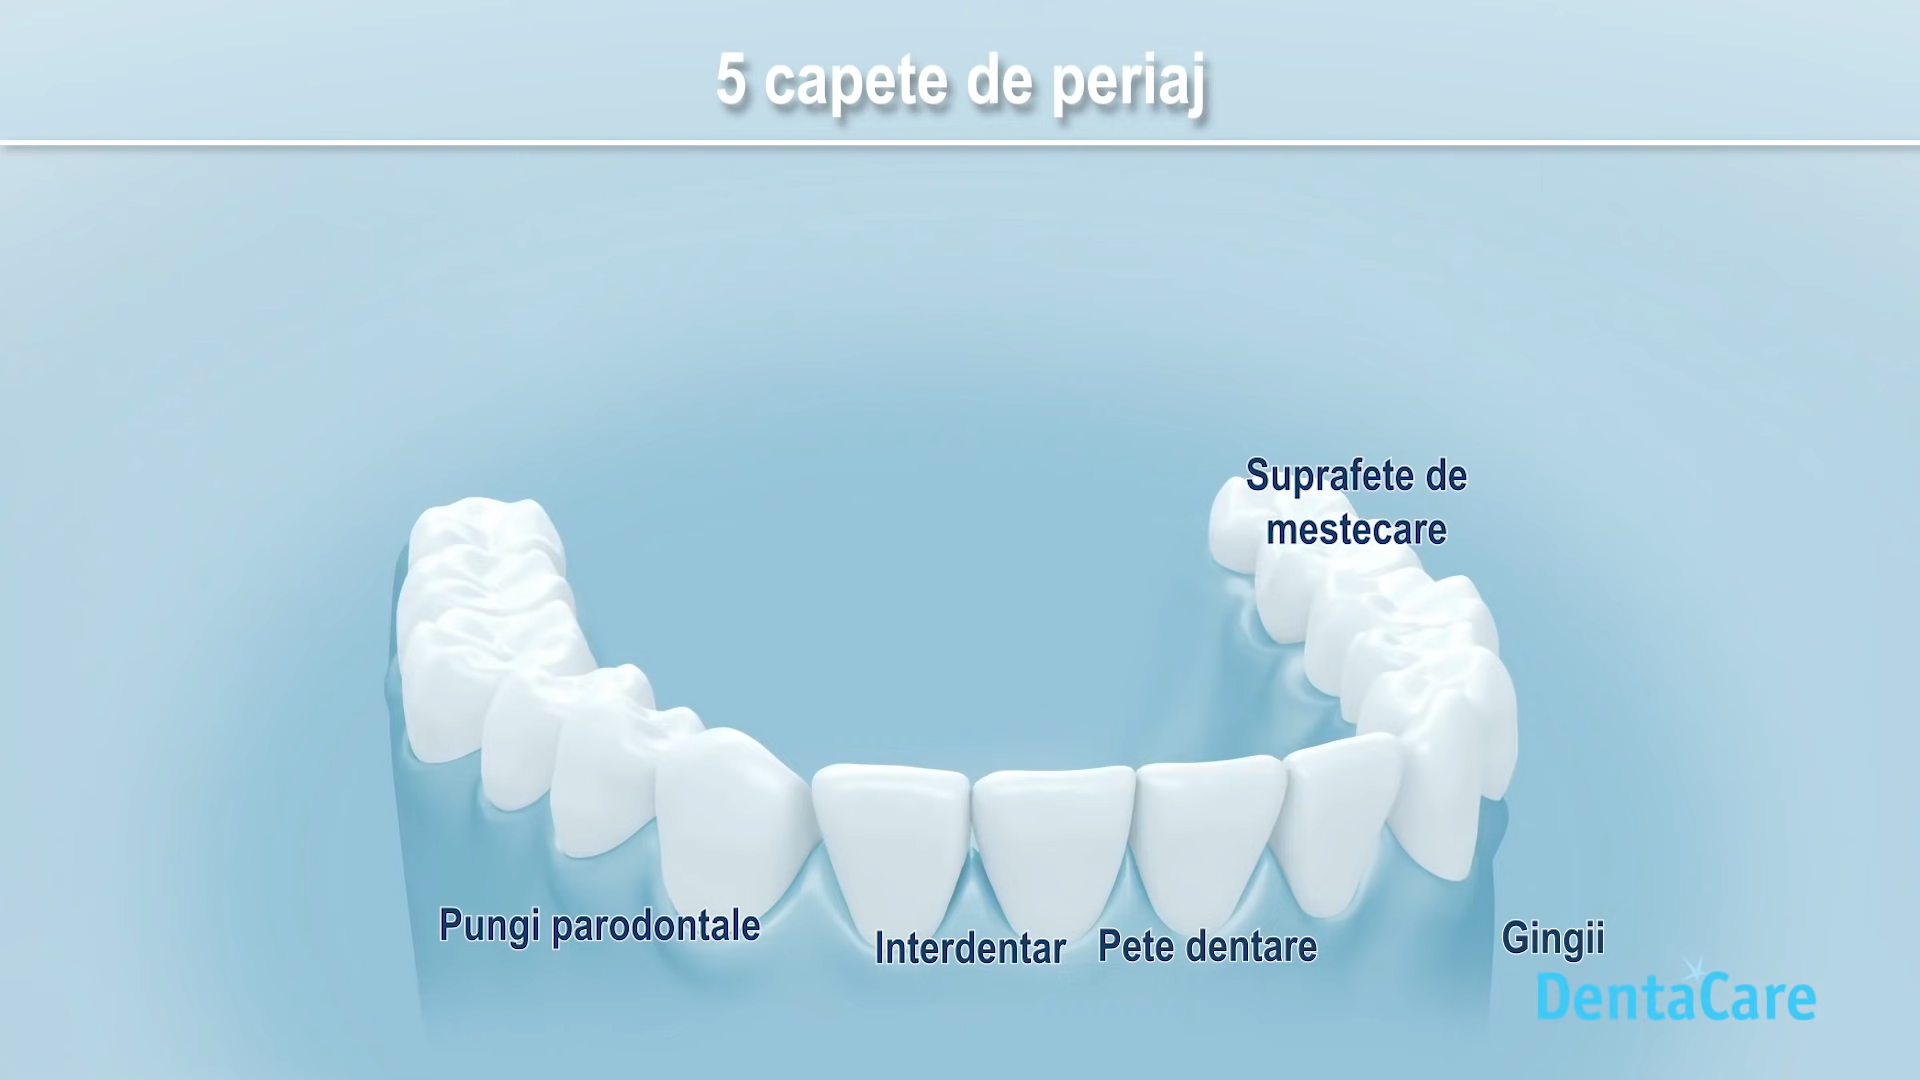 5 capete de periaj
Suprafete de
mestecare
Pungi parodontale
Interdentar
Pete dentare
Gingii
DentaCare